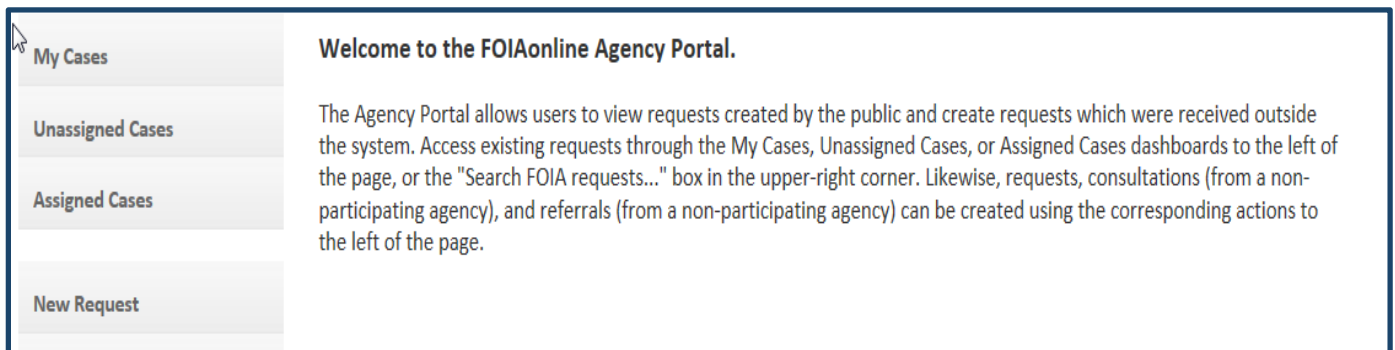 My Cases
Unassigned Cases
Assigned Cases
New Request
Welcome to the FOIAonline Agency Portal.
The Agency Portal allows users to view requests created by the public and create requests which were received outside
the system. Access existing requests through the My Cases, Unassigned Cases, or Assigned Cases dashboards to the left of
the page, or the "Search FOIA requests..." box in the upper-right corner. Likewise, requests, consultations (from a non-
participating agency), and referrals (from a non-participating agency) can be created using the corresponding actions to
the left of the page.